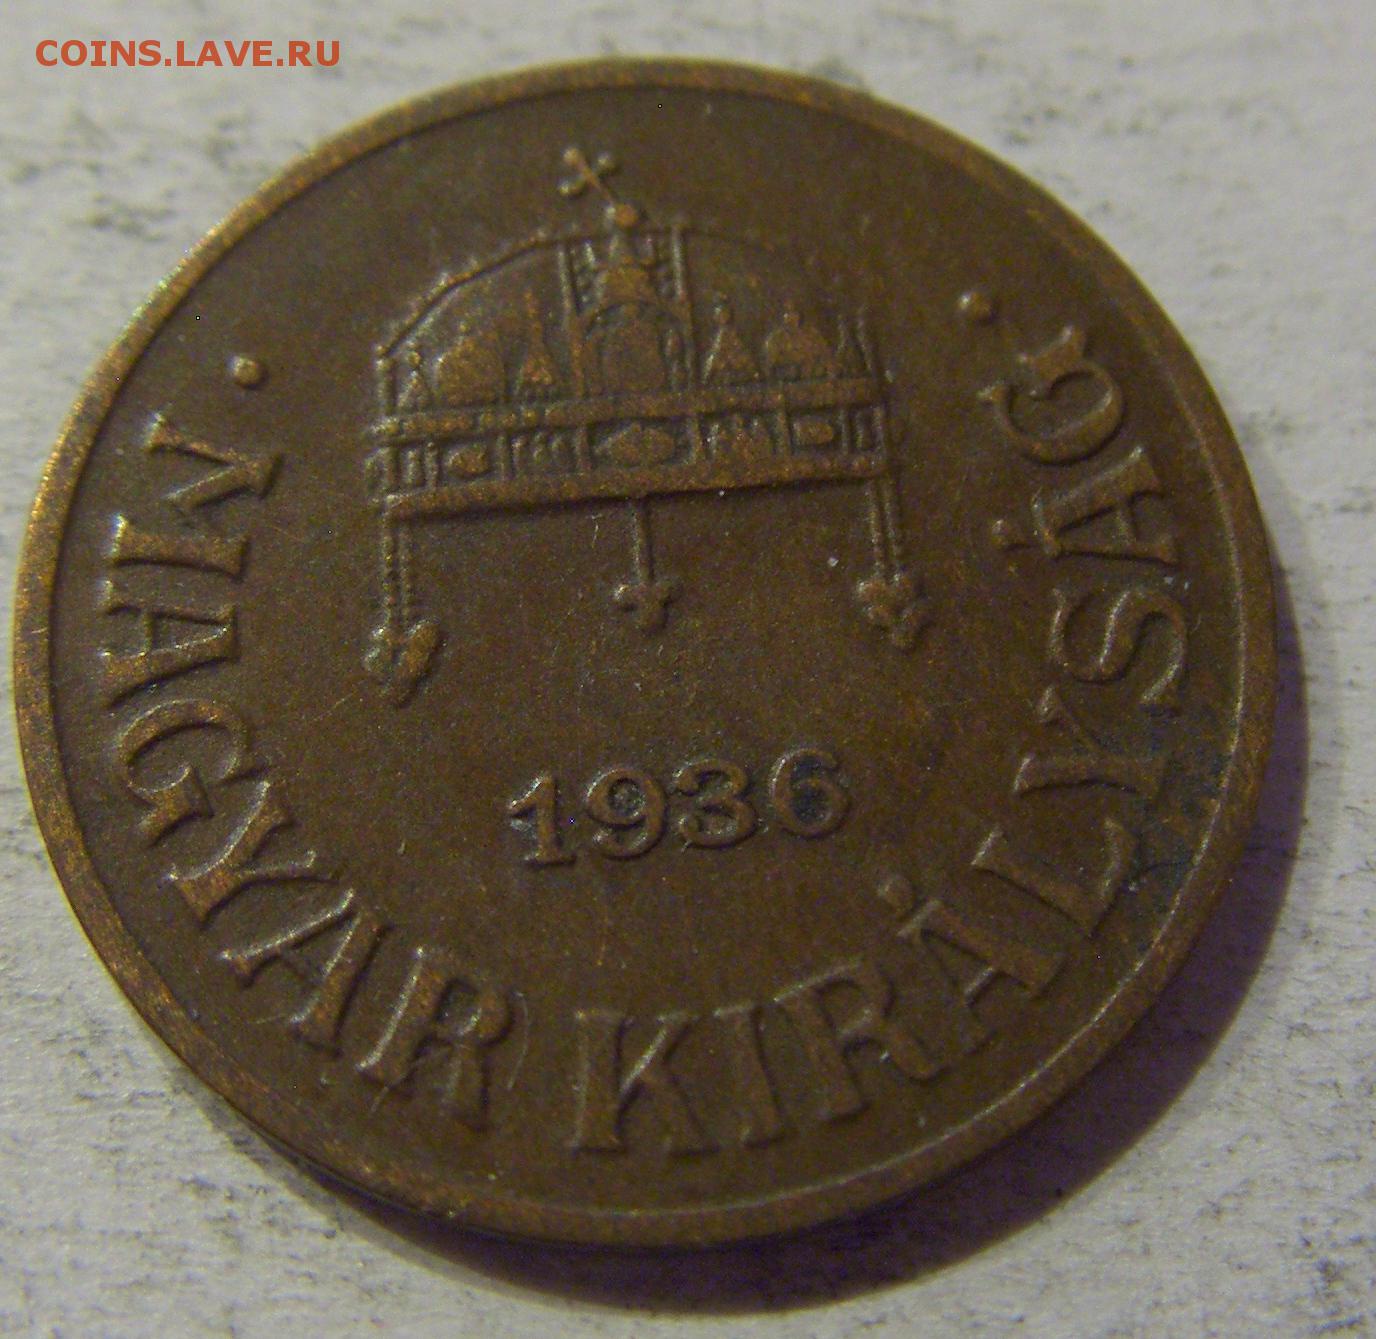 COINS.LAVE.RU
· MAGYAR KIRÁLYSÁG ·
1936